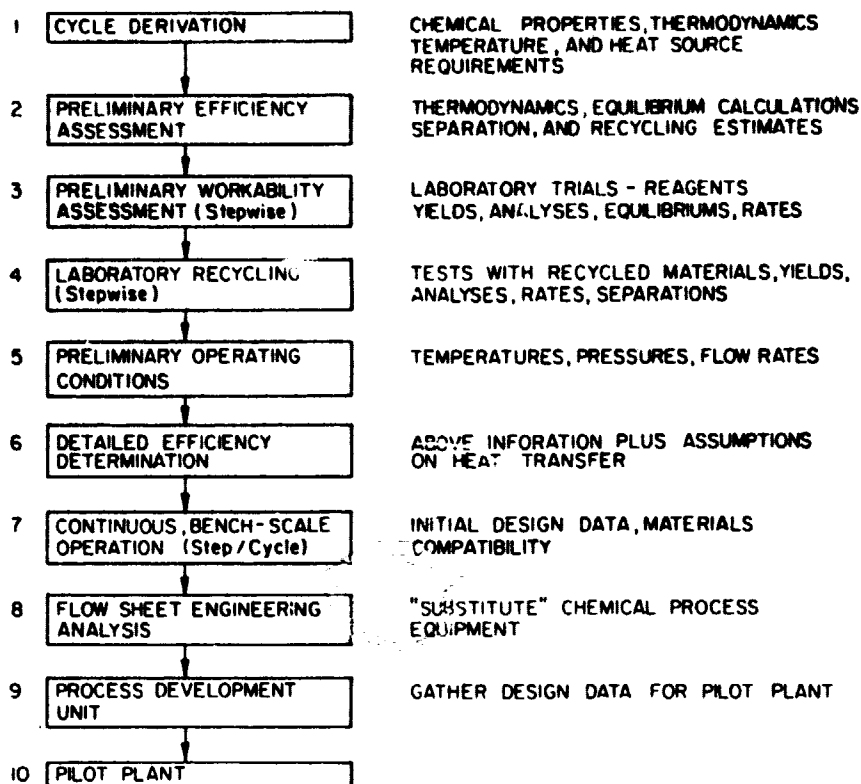 1 CYCLE DERIVATION
CHEMICAL PROPERTIES, THERMODYNAMICS
TEMPERATURE, AND HEAT SOURCE
REQUIREMENTS
2 PRELIMINARY EFFICIENCY
ASSESSMENT
THERMODYNAMICS, EQUILIBRIUM CALCULATIONS
SEPARATION, AND RECYCLING ESTIMATES
3 PRELIMINARY WORKABILITY
ASSESSMENT (Stepwise)
LABORATORY TRIALS - REAGENTS
YIELDS, ANALYSES, EQUILIBRIUMS, RATES
4 LABORATORY RECYCLING
(Stepwise)
TESTS WITH RECYCLED MATERIALS, YIELDS,
ANALYSES, RATES, SEPARATIONS
5 PRELIMINARY OPERATING
CONDITIONS
TEMPERATURES, PRESSURES, FLOW RATES
6 DETAILED EFFICIENCY
DETERMINATION
ABOVE INFORATION PLUS ASSUMPTIONS
ON HEAT TRANSFER
7 CONTINUOUS, BENCH-SCALE
OPERATION (Step/Cycle)
INITIAL DESIGN DATA, MATERIALS
COMPATIBILITY
8 FLOW SHEET ENGINEERING
ANALYSIS
"SUBSTITUTE" CHEMICAL PROCESS
EQUIPMENT
9 PROCESS DEVELOPMENT
UNIT
GATHER DESIGN DATA FOR PILOT PLANT
10 PILOT PLANT